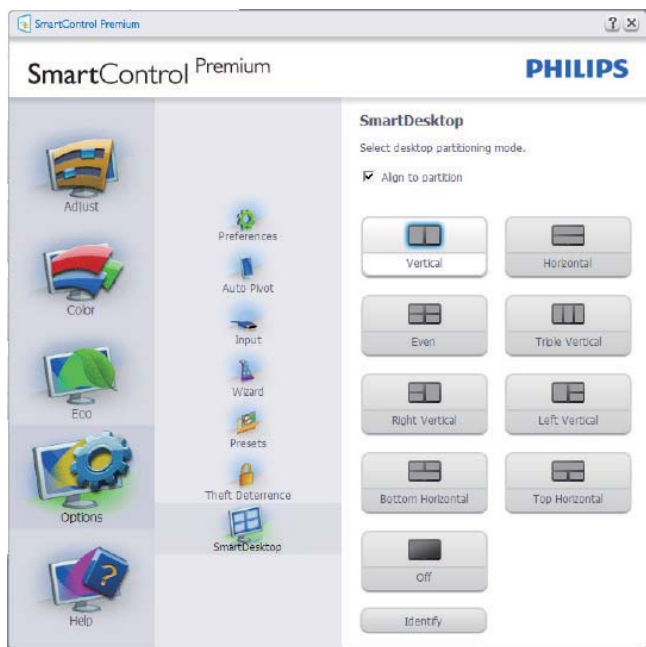 SmartControl Premium
SmartControl Premium
PHILIPS
Adjust
Color
Eco
Options
Help
Preferences
Auto Pivot
Input
Wizard
Presets
Theft Deterrence
SmartDesktop
SmartDesktop
Select desktop partitioning mode.
Align to partition
Vertical
Horizontal
Even
Triple Vertical
Right Vertical
Left Vertical
Bottom Horizontal
Top Horizontal
Off
Identify